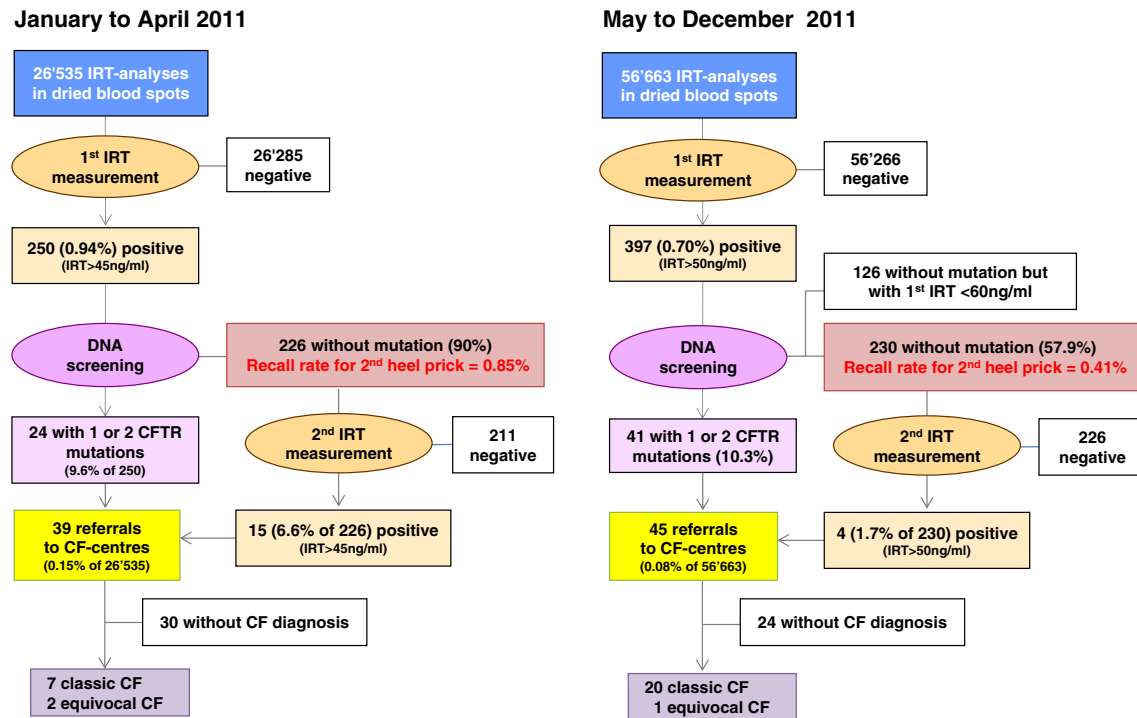 January to April 2011
26'535 IRT-analyses
in dried blood spots
1st IRT
measurement
26'285
negative
250 (0.94%) positive
(IRT>45ng/ml)
DNA
screening
226 without mutation (90%)
Recall rate for 2nd heel prick = 0.85%
24 with 1 or 2 CFTR
mutations
(9.6% of 250)
2nd IRT
measurement
211
negative
39 referrals
to CF-centres
(0.15% of 26'535)
15 (6.6% of 226) positive
(IRT>45ng/ml)
30 without CF diagnosis
7 classic CF
2 equivocal CF
May to December 2011
56’663 IRT-analyses
in dried blood spots
1st IRT
measurement
56’266
negative
397 (0.70%) positive
(IRT>50ng/ml)
126 without mutation but
with 1st IRT <60ng/ml
DNA
screening
230 without mutation (57.9%)
Recall rate for 2nd heel prick = 0.41%
41 with 1 or 2 CFTR
mutations (10.3%)
2nd IRT
measurement
226
negative
45 referrals
to CF-centres
(0.08% of 56’663)
4 (1.7% of 230) positive
(IRT>50ng/ml)
24 without CF diagnosis
20 classic CF
1 equivocal CF